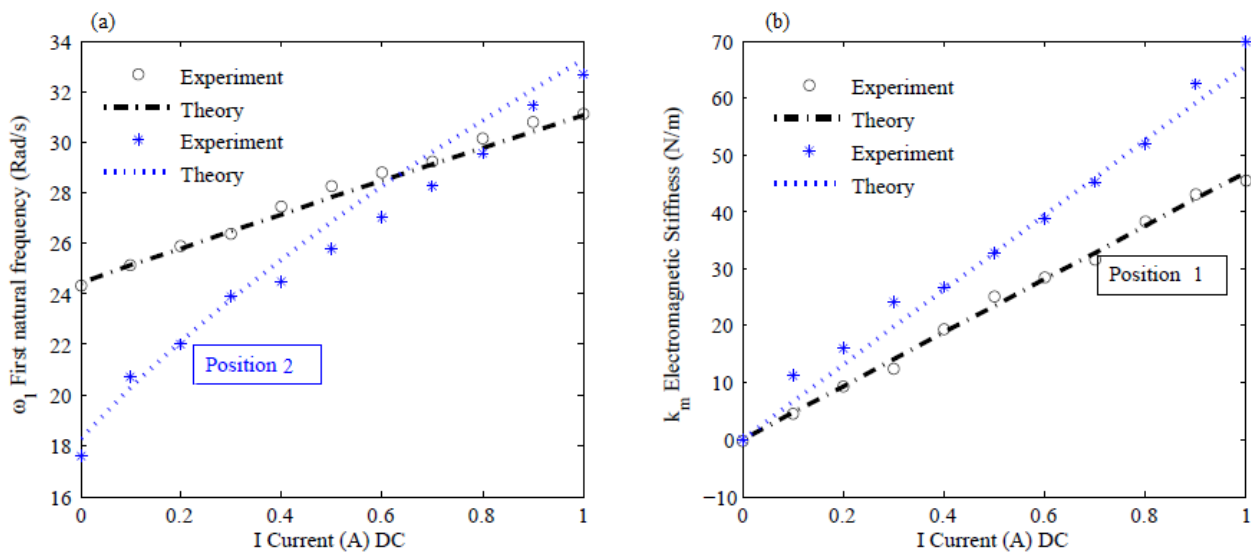 (a)
34
32
30
28
26
24
22
20
18
16
ω1 First natural frequency (Rad/s)
Experiment
Theory
Experiment
Theory
Position 2
0
0.2
0.4
0.6
0.8
1
I Current (A) DC
(b)
70
60
50
40
30
20
10
0
−10
km Electromagnetic Stiffness (N/m)
Experiment
Theory
Experiment
Theory
Position 1
0
0.2
0.4
0.6
0.8
1
I Current (A) DC